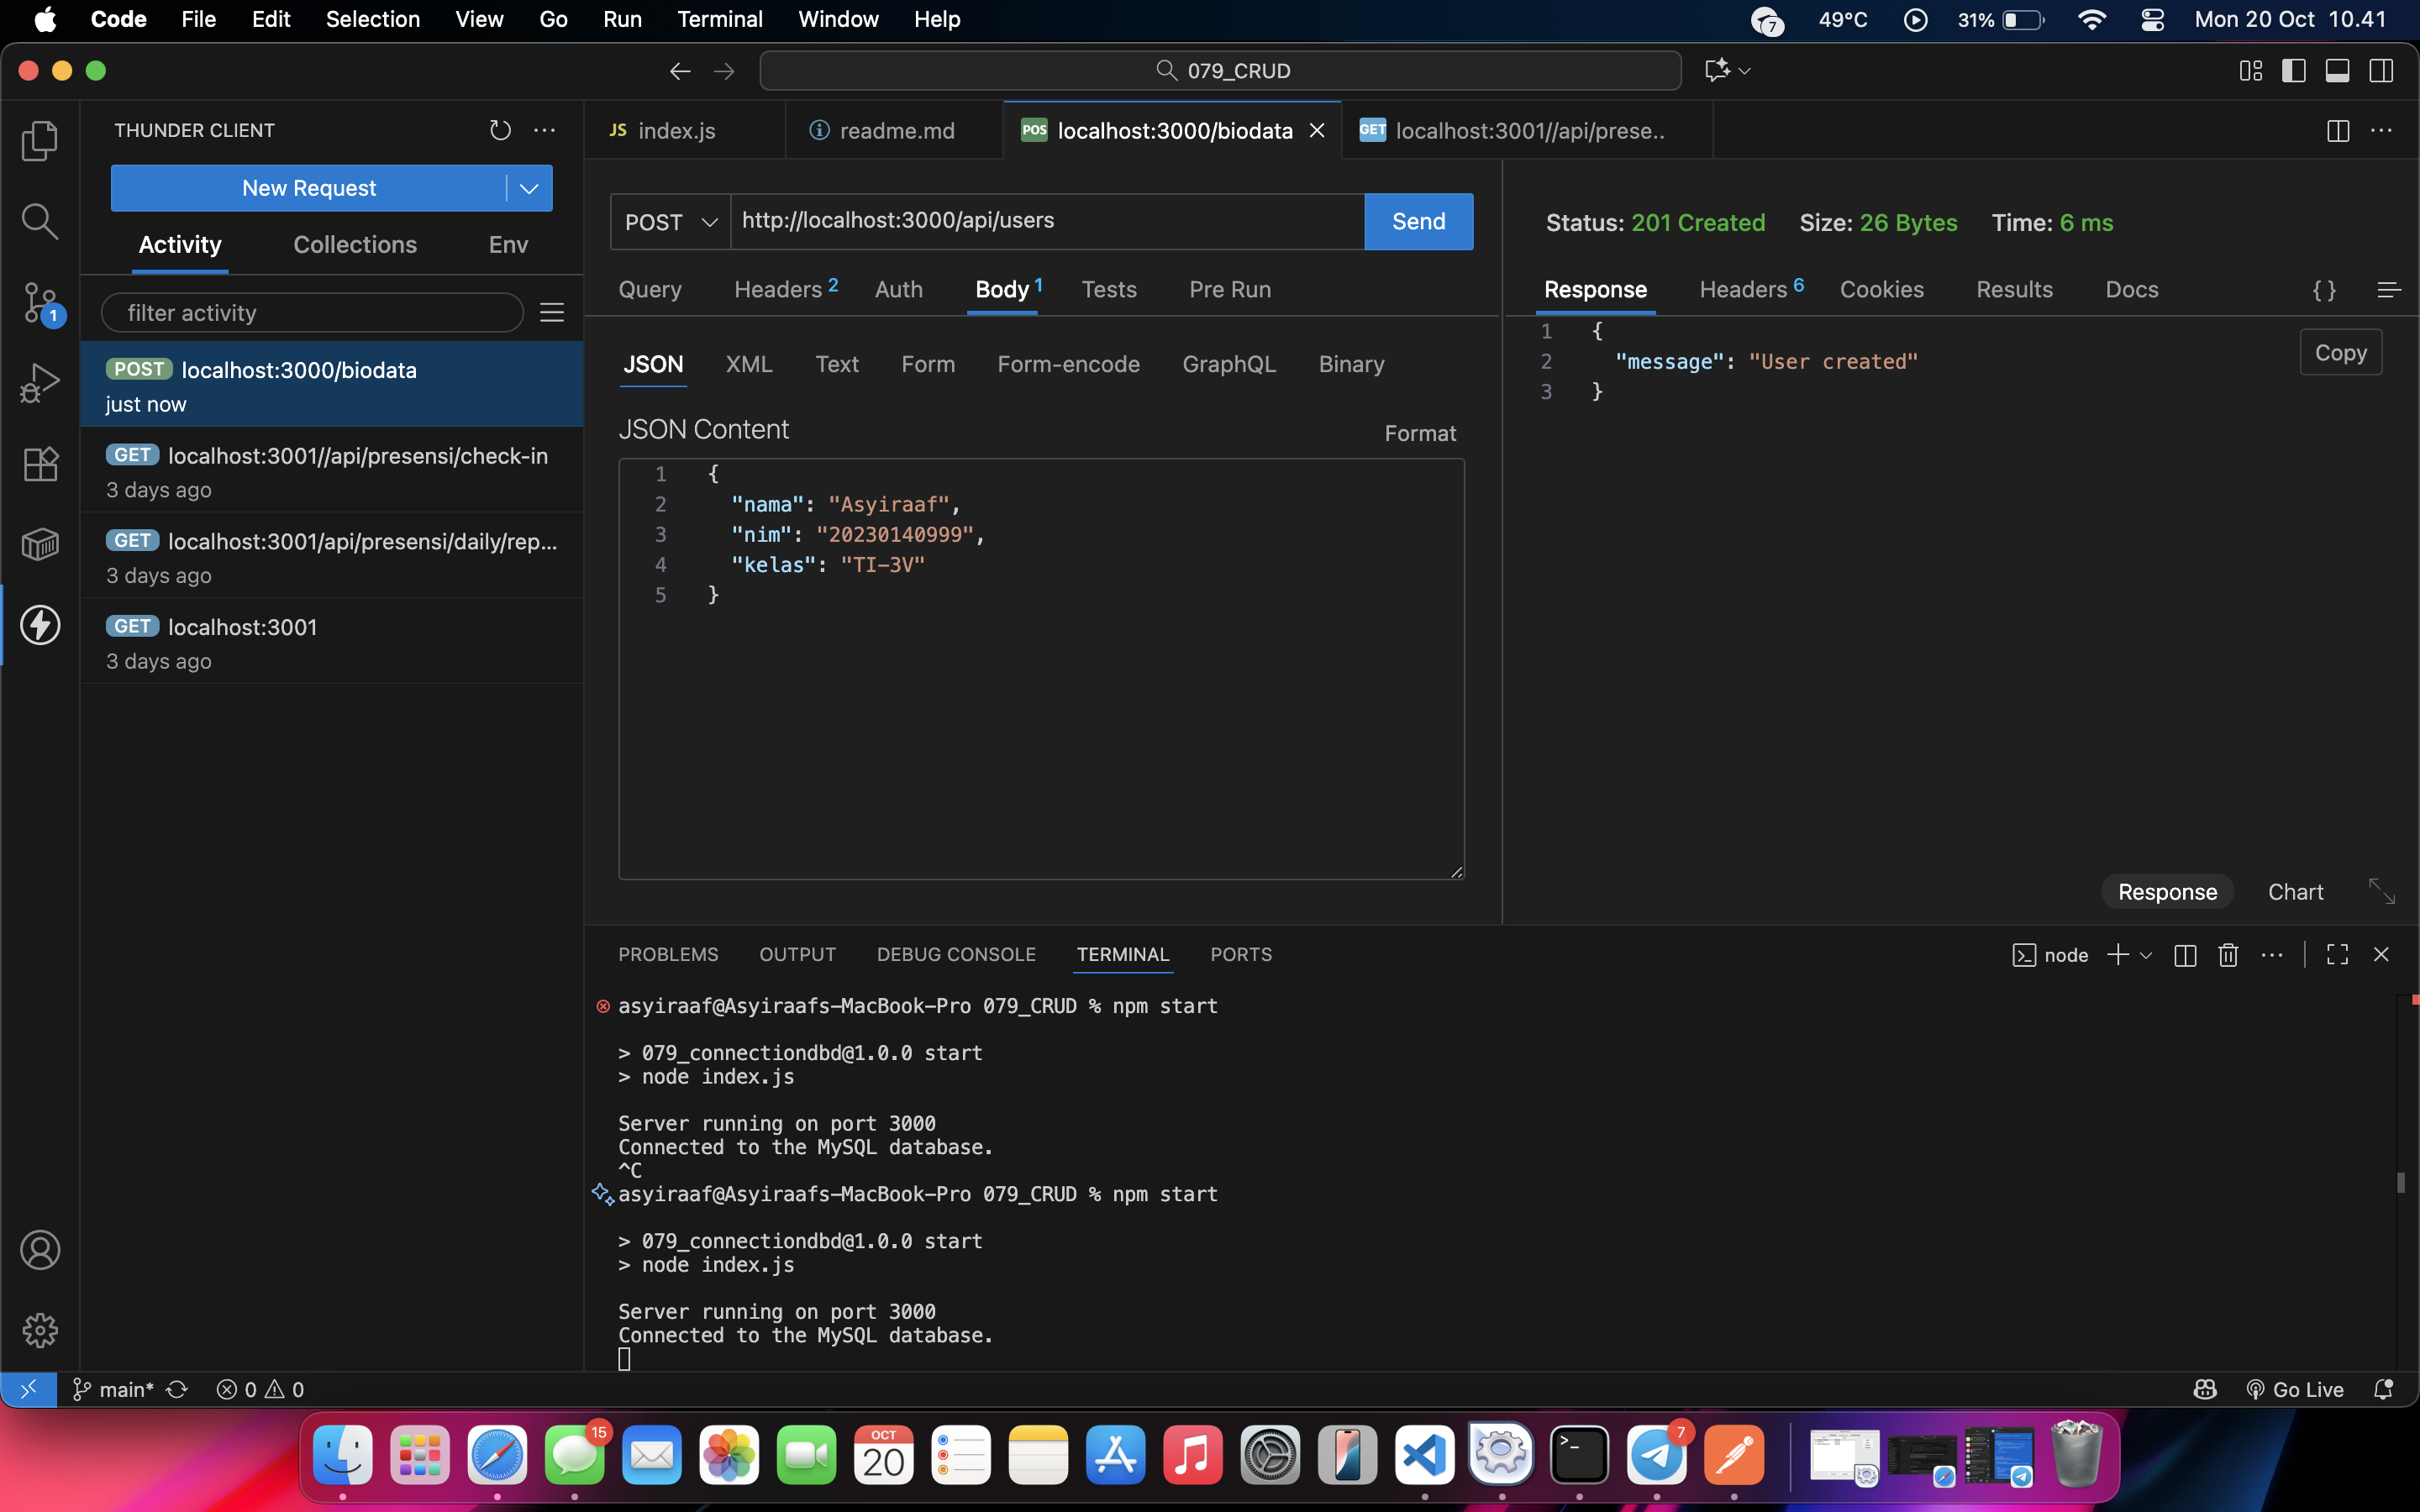 Code File Edit Selection View Go Run Terminal Window Help
7 49°C 31% Mon 20 Oct 10.41
079_CRUD
THUNDER CLIENT
New Request
Activity Collections Env
filter activity
POST localhost:3000/biodata
just now
GET localhost:3001//api/presensi/check-in
3 days ago
GET localhost:3001/api/presensi/daily/rep...
3 days ago
GET localhost:3001
3 days ago
1
JS index.js
readme.md
POS localhost:3000/biodata
GET localhost:3001//api/prese..
POST http://localhost:3000/api/users Send
Query Headers 2 Auth Body 1 Tests Pre Run
JSON XML Text Form Form-encode GraphQL Binary
JSON Content
Format
1 {
2 "nama": "Asyiraaf",
3 "nim": "20230140999",
4 "kelas": "TI-3V"
5 }
Status: 201 Created Size: 26 Bytes Time: 6 ms
Response Headers 6 Cookies Results Docs { }
1 {
2 "message": "User created"
3 }
Copy
Response Chart
PROBLEMS OUTPUT DEBUG CONSOLE TERMINAL PORTS
node
asyiraaf@Asyiraafs-MacBook-Pro 079_CRUD % npm start
> 079_connectiondbd@1.0.0 start
> node index.js
Server running on port 3000
Connected to the MySQL database.
^C
asyiraaf@Asyiraafs-MacBook-Pro 079_CRUD % npm start
> 079_connectiondbd@1.0.0 start
> node index.js
Server running on port 3000
Connected to the MySQL database.
main* 0 0
Go Live
15
OCT
20
7